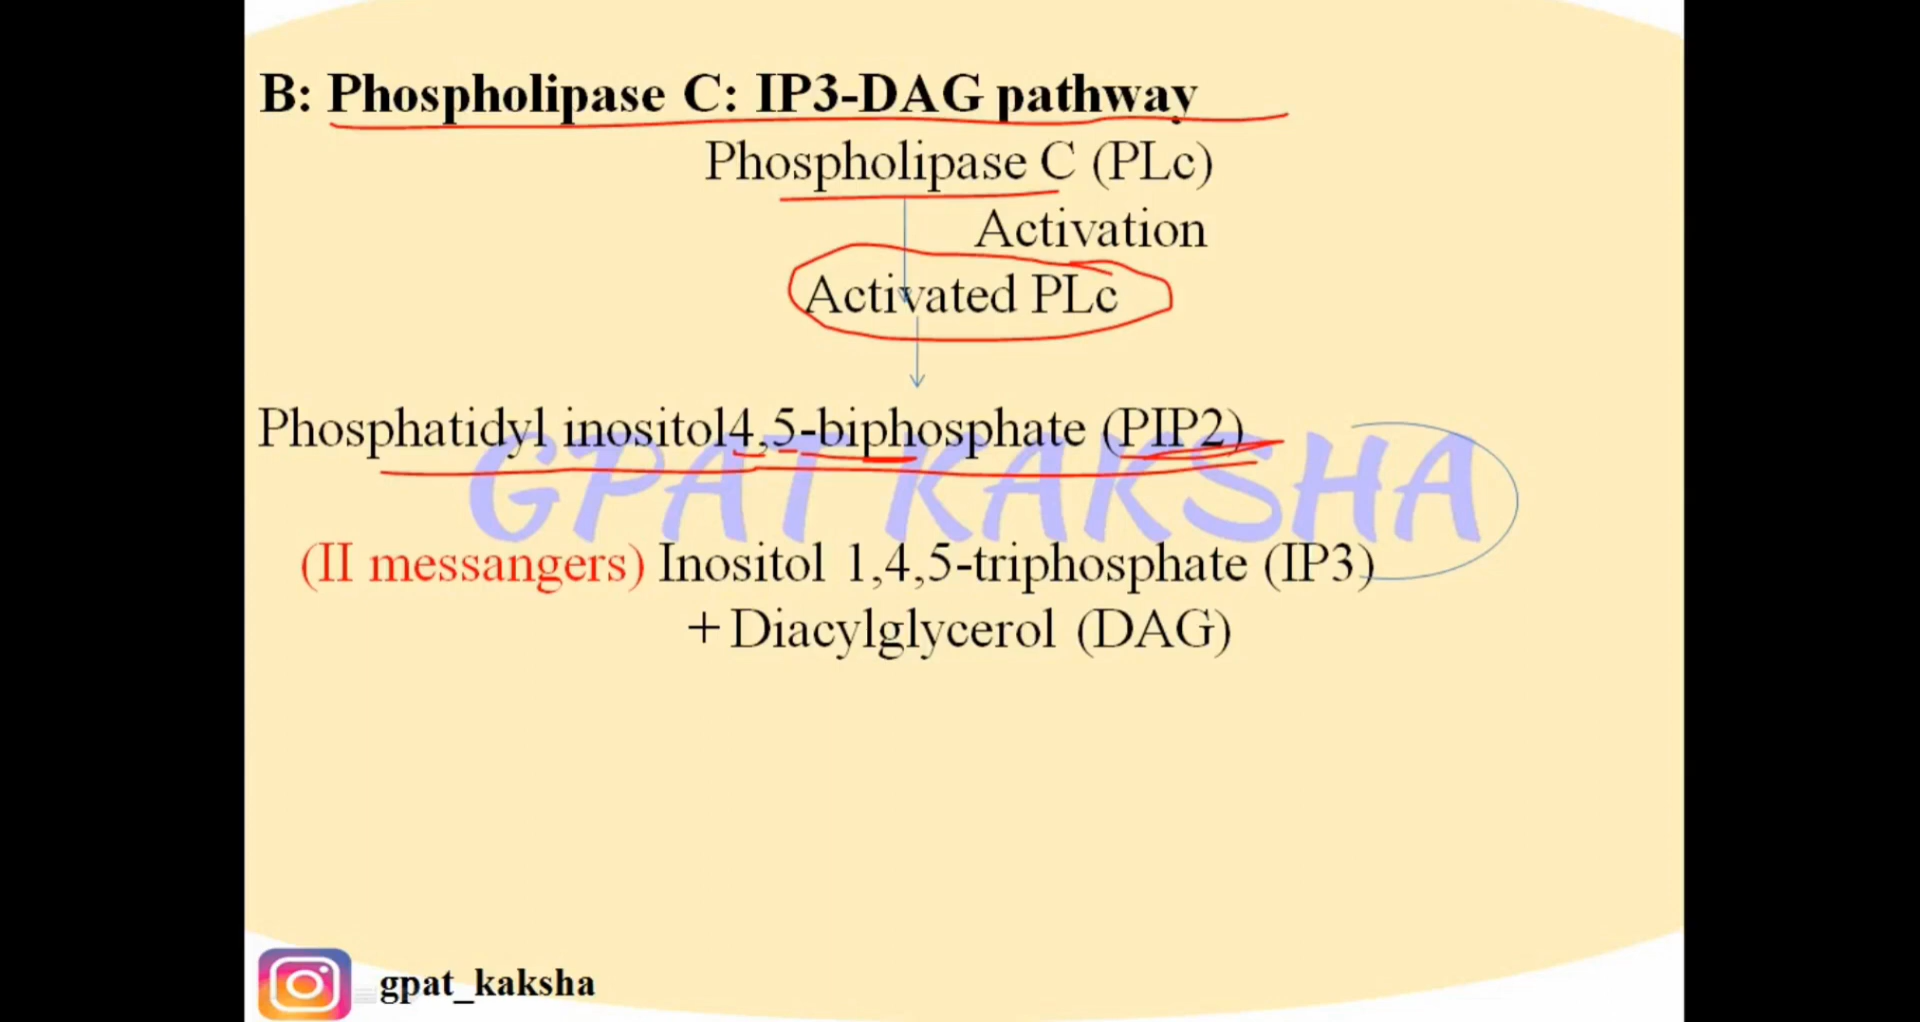 B: Phospholipase C: IP3-DAG pathway
Phospholipase C (PLc)
Activation
Activated PLc
Phosphatidyl inositol4,5-biphosphate (PIP2)
GPAT KAKSHA
(II messangers) Inositol 1,4,5-triphosphate (IP3)
+ Diacylglycerol (DAG)
gpat_kaksha